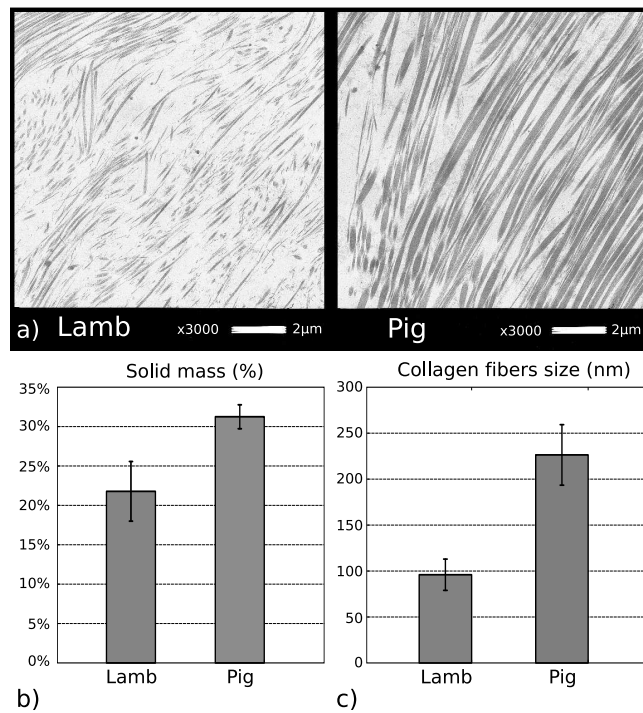 a) Lamb x3000 2μm
Pig x3000 2μm
Solid mass (%)
35%
30%
25%
20%
15%
10%
5%
0%
Lamb Pig
b)
Collagen fibers size (nm)
300
250
200
150
100
50
0
Lamb Pig
c)